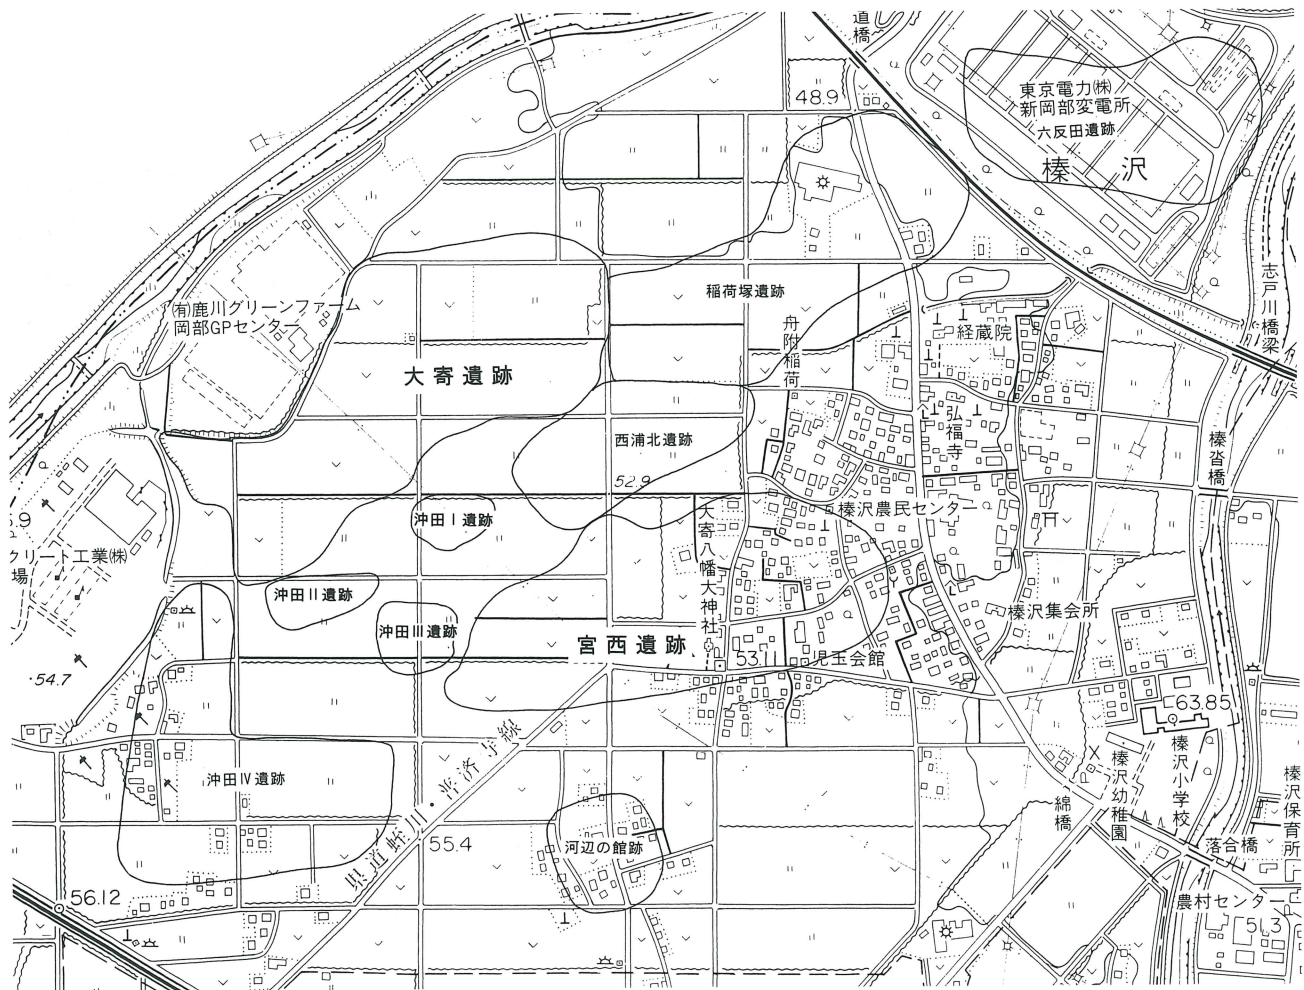 道橋
48.9
東京電力㈱
新岡部変電所
六反田遺跡
榛沢
志戸川橋梁
㈲鹿川グリーンファーム
岡部GPセンター
稲荷塚遺跡
舟附稲荷
経蔵院
大寄遺跡
弘福寺
西浦北遺跡
52.9
榛沓橋
沖田Ⅰ遺跡
大寄八幡大神社
榛沢農民センター
5.9
クリート工業㈱
場
沖田Ⅱ遺跡
沖田Ⅲ遺跡
宮西遺跡
榛沢集会所
53.11
児玉会館
54.7
63.85
沖田Ⅳ遺跡
県道蛭川・普済寺線
榛沢幼稚園
榛沢小学校
榛沢保育所
綿橋
55.4
河辺の館跡
落合橋
56.12
農村センター
51.3